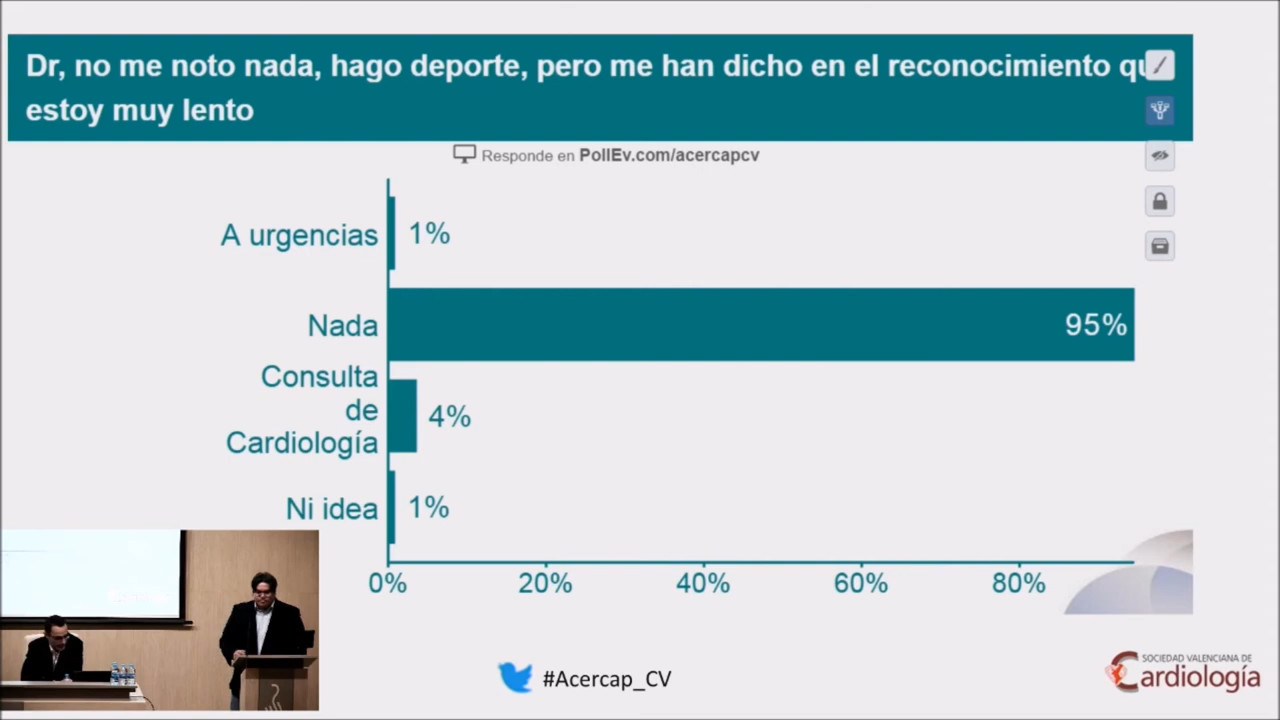 Dr, no me noto nada, hago deporte, pero me han dicho en el reconocimiento qu
estoy muy lento
Responde en PollEv.com/acercapcv
A urgencias 1%
Nada 95%
Consulta
de
Cardiología
4%
Ni idea 1%
0% 20% 40% 60% 80%
#Acercap_CV
SOCIEDAD VALENCIANA DE
Cardiología